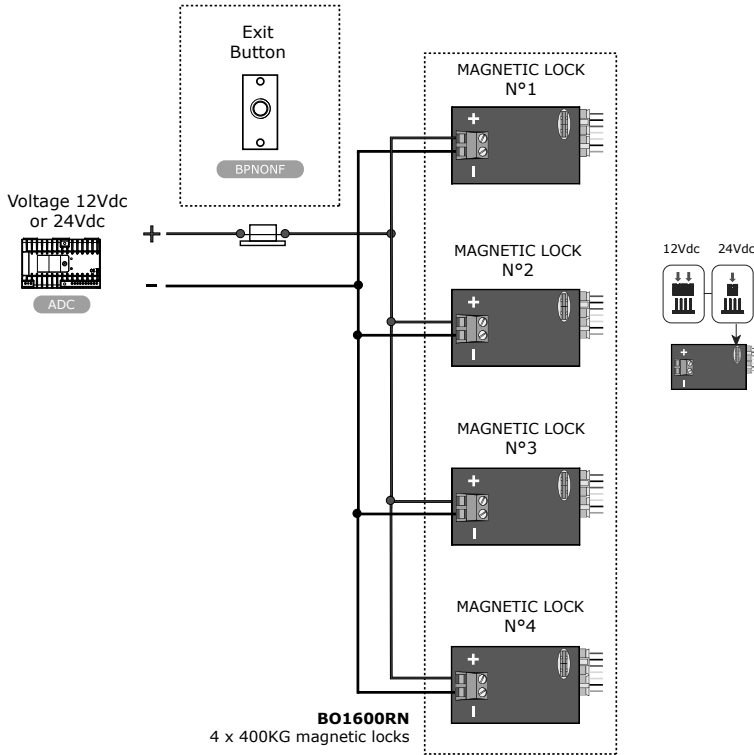 Exit
Button
BPNONF
Voltage 12Vdc
or 24Vdc
+
-
ADC
MAGNETIC LOCK
N°1
+
-
MAGNETIC LOCK
N°2
+
-
MAGNETIC LOCK
N°3
+
-
MAGNETIC LOCK
N°4
+
-
12Vdc 24Vdc
+
-
BO1600RN
4 x 400KG magnetic locks